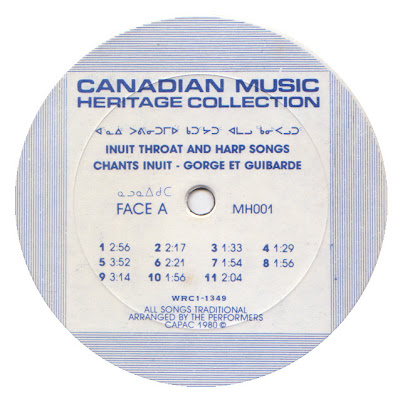 CANADIAN MUSIC
HERITAGE COLLECTION
INUIT THROAT AND HARP SONGS
CHANTS INUIT - GORGE ET GUIBARDE
FACE A MH001
1 2:56 2 2:17 3 1:33 4 1:29
5 3:52 6 2:21 7 1:54 8 1:56
9 3:14 10 1:56 11 2:04
WRC1-1349
ALL SONGS TRADITIONAL
ARRANGED BY THE PERFORMERS
CAPAC 1980 ©